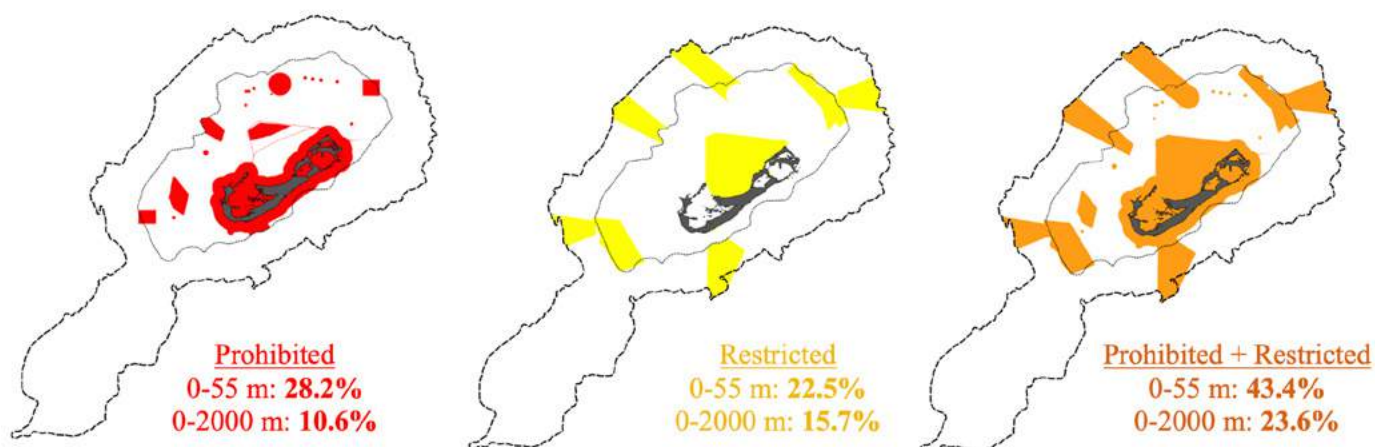 Prohibited
0-55 m: 28.2%
0-2000 m: 10.6%
Restricted
0-55 m: 22.5%
0-2000 m: 15.7%
Prohibited + Restricted
0-55 m: 43.4%
0-2000 m: 23.6%